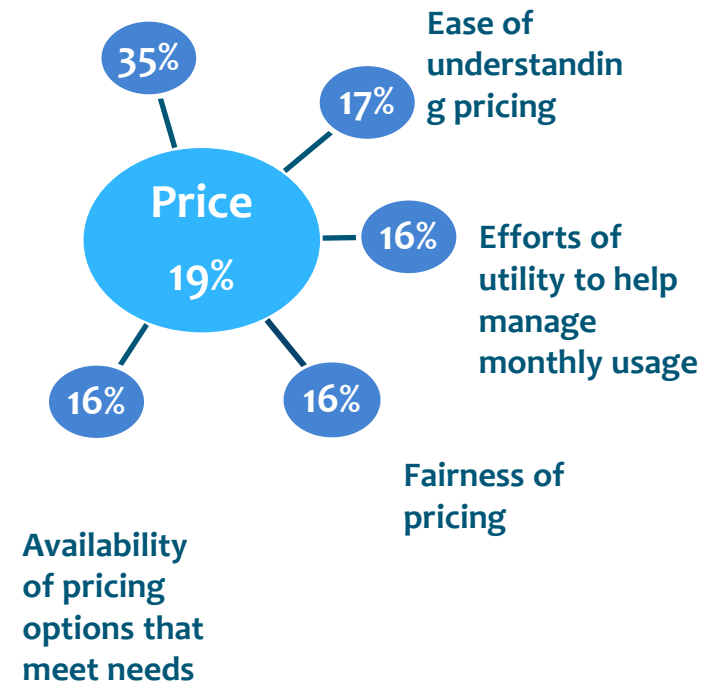 35%
Ease of
understandin
g pricing
17%
Price
19%
16%
Efforts of
utility to help
manage
monthly usage
16%
16%
Fairness of
pricing
Availability
of pricing
options that
meet needs